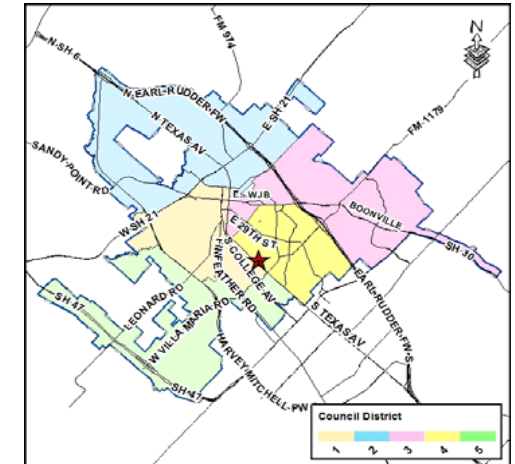 FM 974
N
N-SH-6
N-EARL-RUDDER-FW
E SH-21
N TEXAS AV
FM-1179
SANDY-POINT-RD
E WJB
BOONVILLE
W-SH-21
E 29TH ST
SH-30
S COLLEGE-AV
FINFEATHER-RD
LEONARD RD
SH-47
W VILLA MARIA-RD
S TEXAS-AV
EARL-RUDDER-FW-S
HARVEY-MITCHELL-PW
SH-47
Council District
1 2 3 4 5